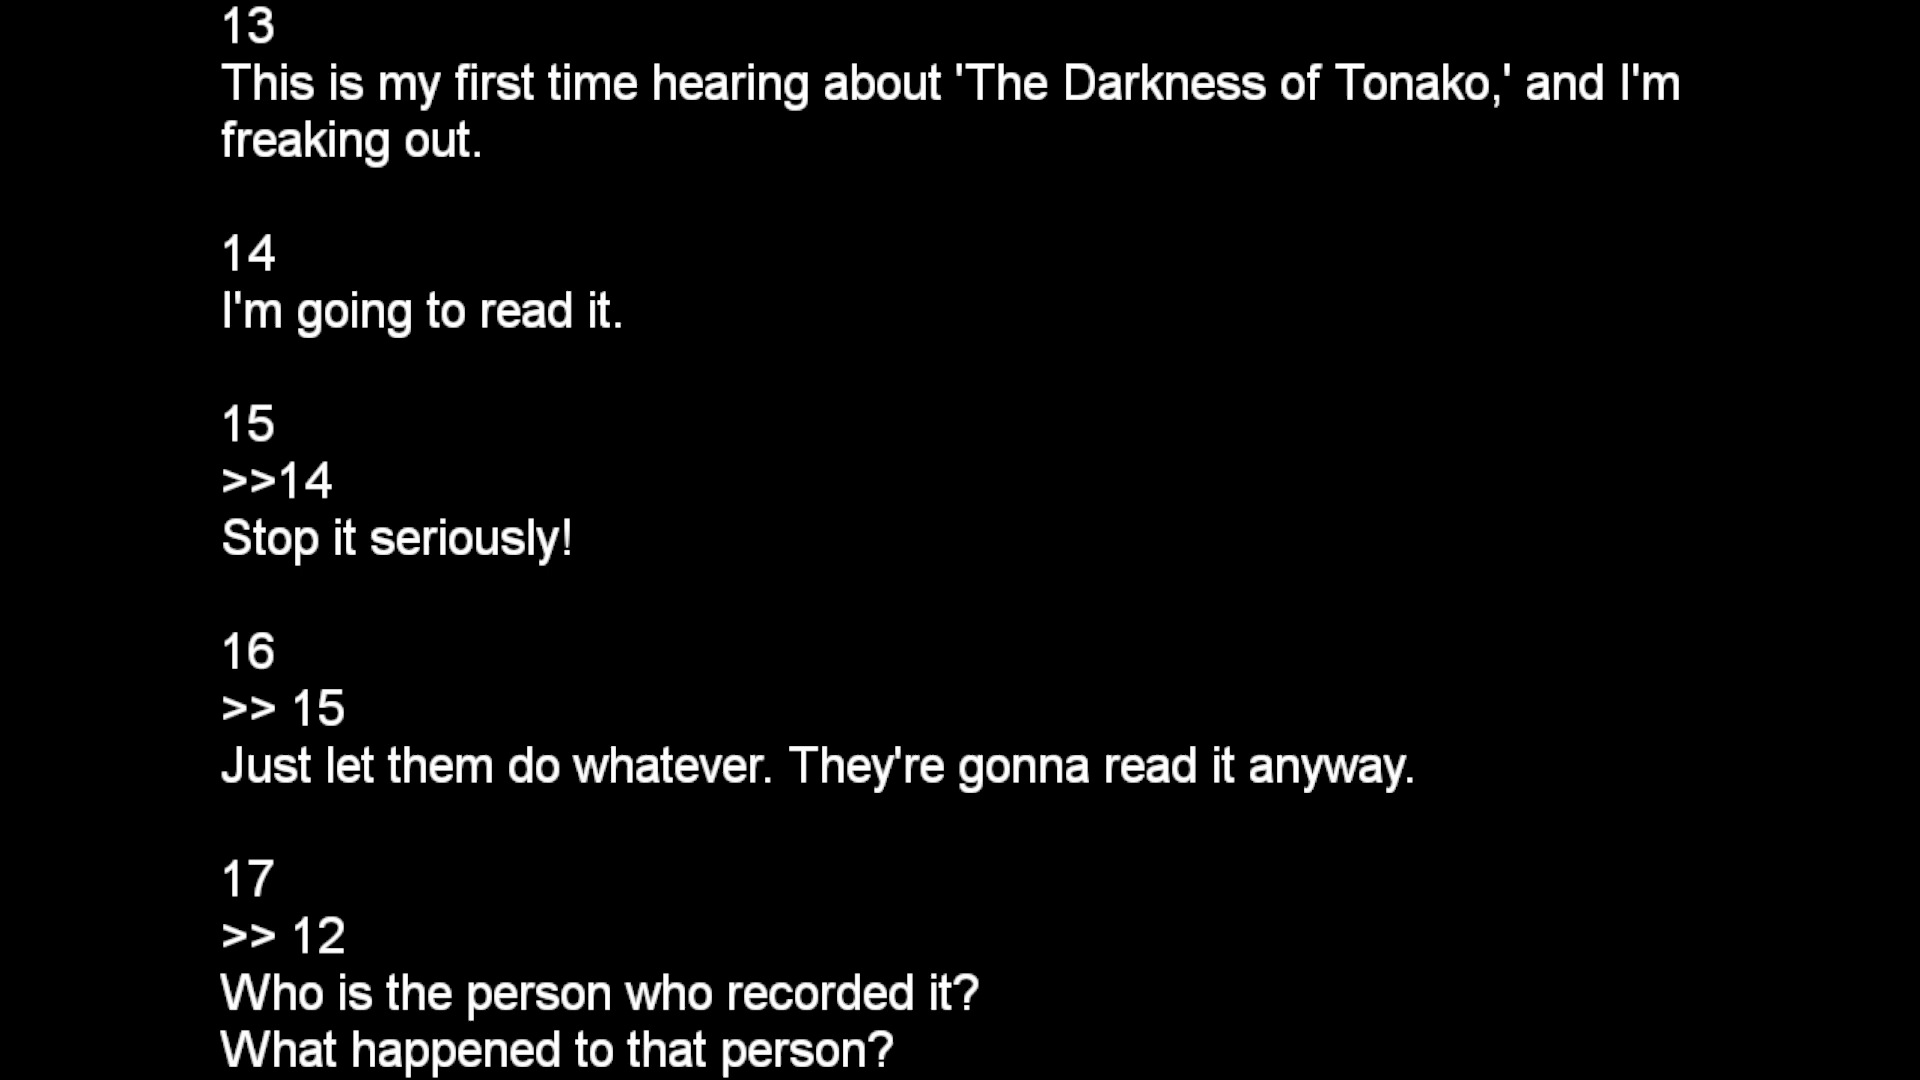 13
This is my first time hearing about 'The Darkness of Tonako,' and I'm
freaking out.
14
I'm going to read it.
15
>>14
Stop it seriously!
16
>> 15
Just let them do whatever. They're gonna read it anyway.
17
>> 12
Who is the person who recorded it?
What happened to that person?